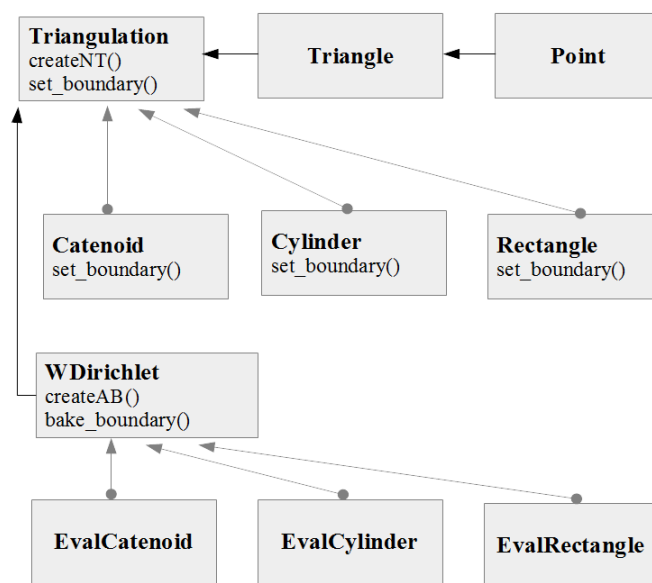 Triangulation
createNT()
set_boundary()
Triangle
Point
Catenoid
set_boundary()
Cylinder
set_boundary()
Rectangle
set_boundary()
WDirichlet
createAB()
bake_boundary()
EvalCatenoid
EvalCylinder
EvalRectangle